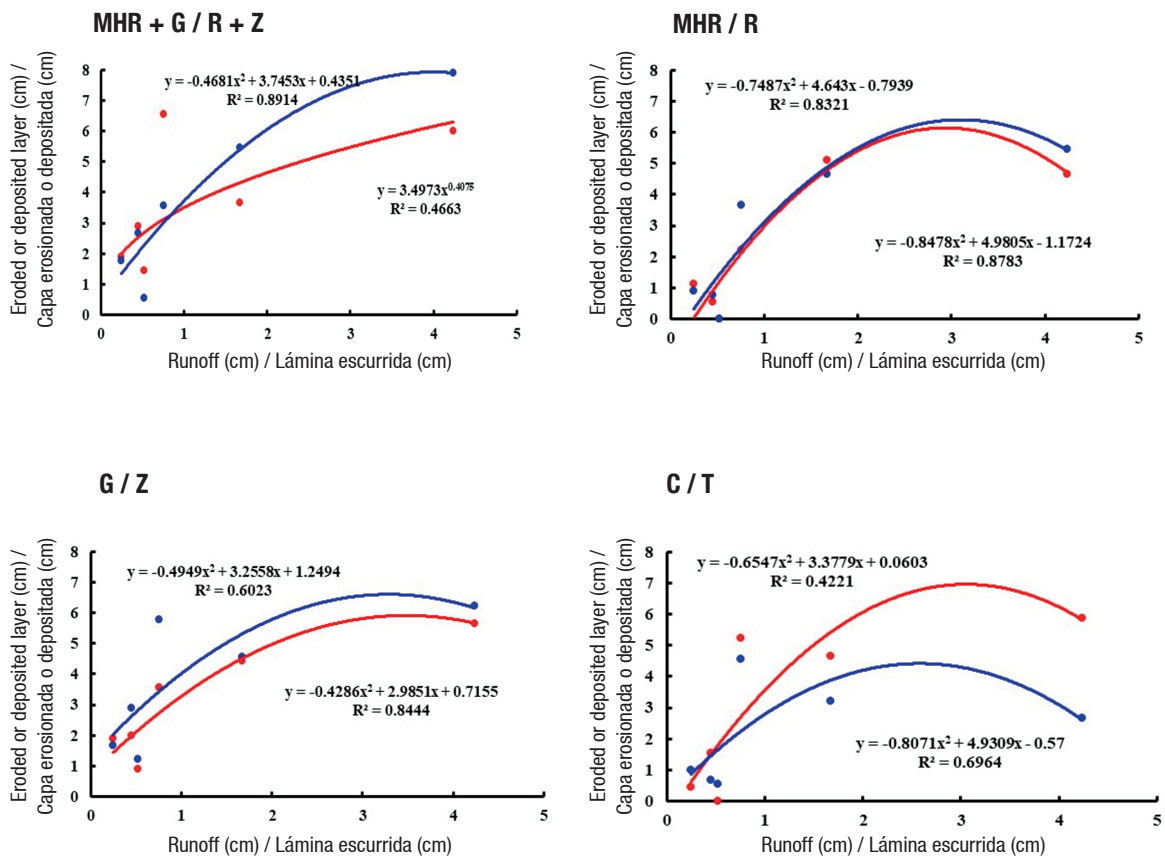 MHR + G / R + Z
Eroded or deposited layer (cm) /
Capa erosionada o depositada (cm)
8
7
6
5
4
3
2
1
0
y = -0.4681x² + 3.7453x + 0.4351
R² = 0.8914
y = 3.4973x^0.4075
R² = 0.4663
0 1 2 3 4 5
Runoff (cm) / Lámina escurrida (cm)
MHR / R
Eroded or deposited layer (cm) /
Capa erosionada o depositada (cm)
8
7
6
5
4
3
2
1
0
y = -0.7487x² + 4.643x - 0.7939
R² = 0.8321
y = -0.8478x² + 4.9805x - 1.1724
R² = 0.8783
0 1 2 3 4 5
Runoff (cm) / Lámina escurrida (cm)
G / Z
Eroded or deposited layer (cm) /
Capa erosionada o depositada (cm)
8
7
6
5
4
3
2
1
0
y = -0.4949x² + 3.2558x + 1.2494
R² = 0.6023
y = -0.4286x² + 2.9851x + 0.7155
R² = 0.8444
0 1 2 3 4 5
Runoff (cm) / Lámina escurrida (cm)
C / T
Eroded or deposited layer (cm) /
Capa erosionada o depositada (cm)
8
7
6
5
4
3
2
1
0
y = -0.6547x² + 3.3779x + 0.0603
R² = 0.4221
y = -0.8071x² + 4.9309x - 0.57
R² = 0.6964
0 1 2 3 4 5
Runoff (cm) / Lámina escurrida (cm)